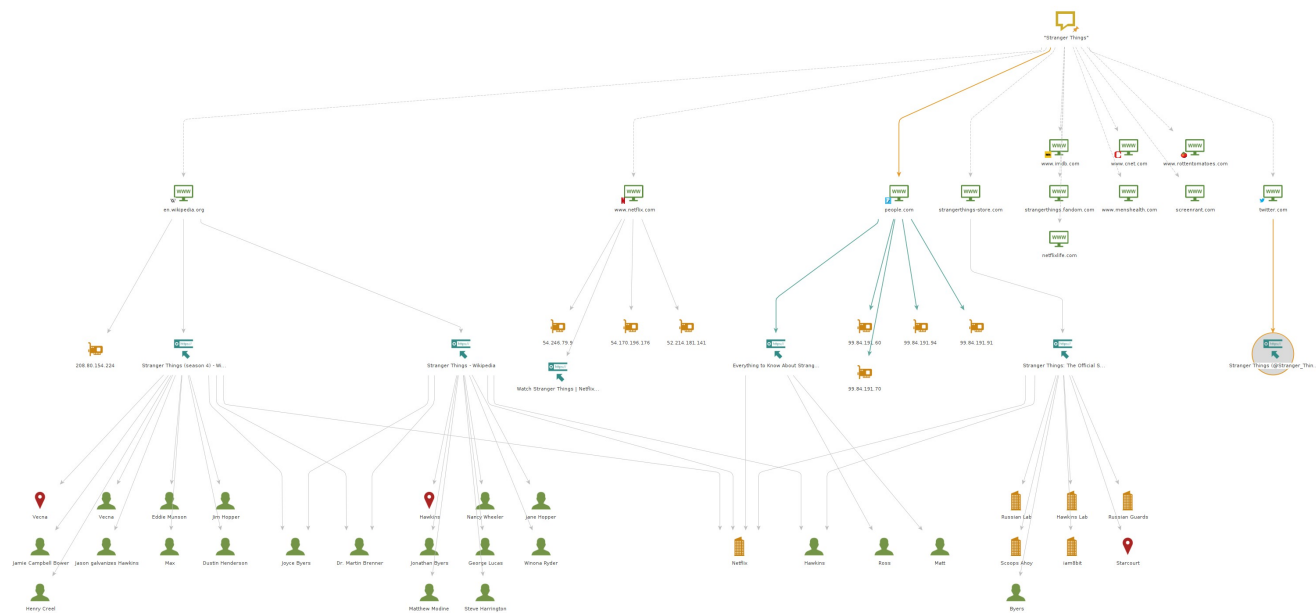 "Stranger Things"
www.imdb.com
www.cnet.com
www.rottentomatoes.com
en.wikipedia.org
www.netflix.com
people.com
strangerthings-store.com
strangerthings.fandom.com
www.menshealth.com
screenrant.com
twitter.com
netflixlife.com
208.80.154.224
Stranger Things (season 4) - W...
Stranger Things - Wikipedia
54.246.79.9
54.170.196.176
52.214.181.141
Watch Stranger Things | Netflix...
Everything to Know About Strang...
99.84.191.60
99.84.191.94
99.84.191.91
99.84.191.70
Stranger Things: The Official S...
Stranger Things (@Stranger_Thin...
Vecna
Vecna
Eddie Munson
Jim Hopper
Hawkins
Nancy Wheeler
Jane Hopper
Russian Lab
Hawkins Lab
Russian Guards
Jamie Campbell Bower
Jason galvanizes Hawkins
Max
Dustin Henderson
Joyce Byers
Dr. Martin Brenner
Jonathan Byers
George Lucas
Winona Ryder
Netflix
Hawkins
Ross
Matt
Scoops Ahoy
iam8bit
Starcourt
Henry Creel
Matthew Modine
Steve Harrington
Byers